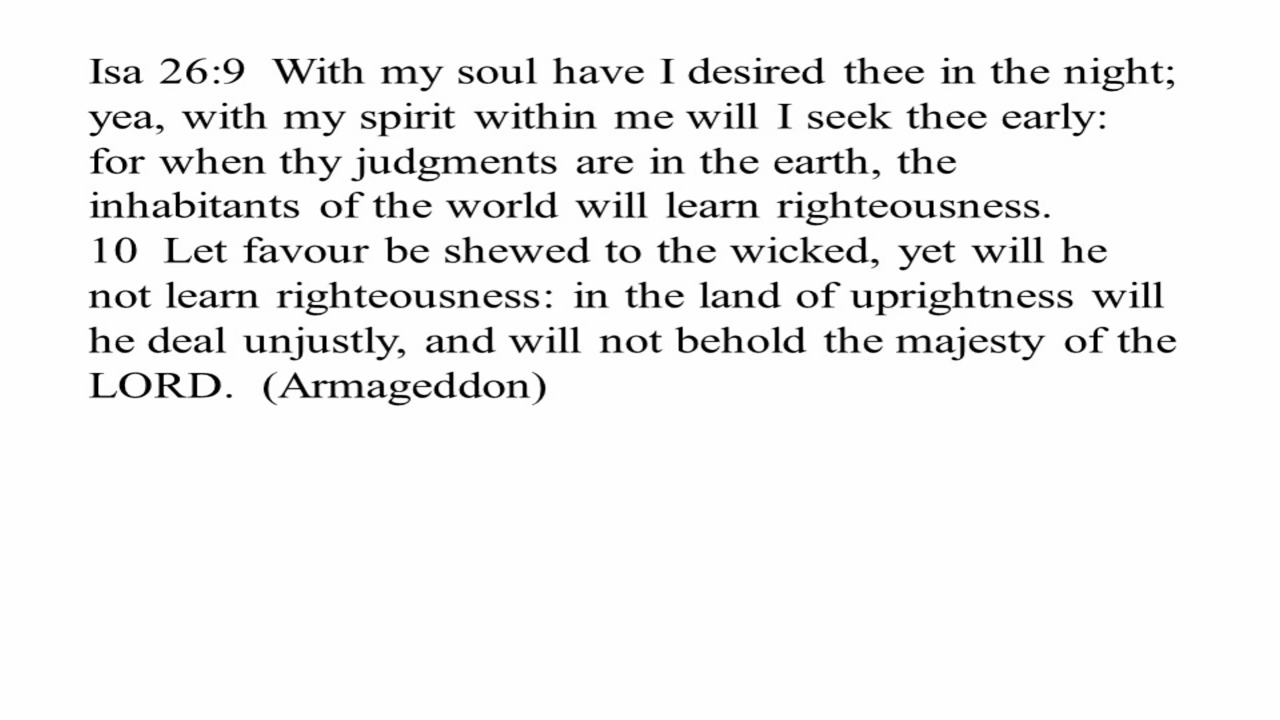 Isa 26:9 With my soul have I desired thee in the night;
yea, with my spirit within me will I seek thee early:
for when thy judgments are in the earth, the
inhabitants of the world will learn righteousness.
10 Let favour be shewed to the wicked, yet will he
not learn righteousness: in the land of uprightness will
he deal unjustly, and will not behold the majesty of the
LORD. (Armageddon)